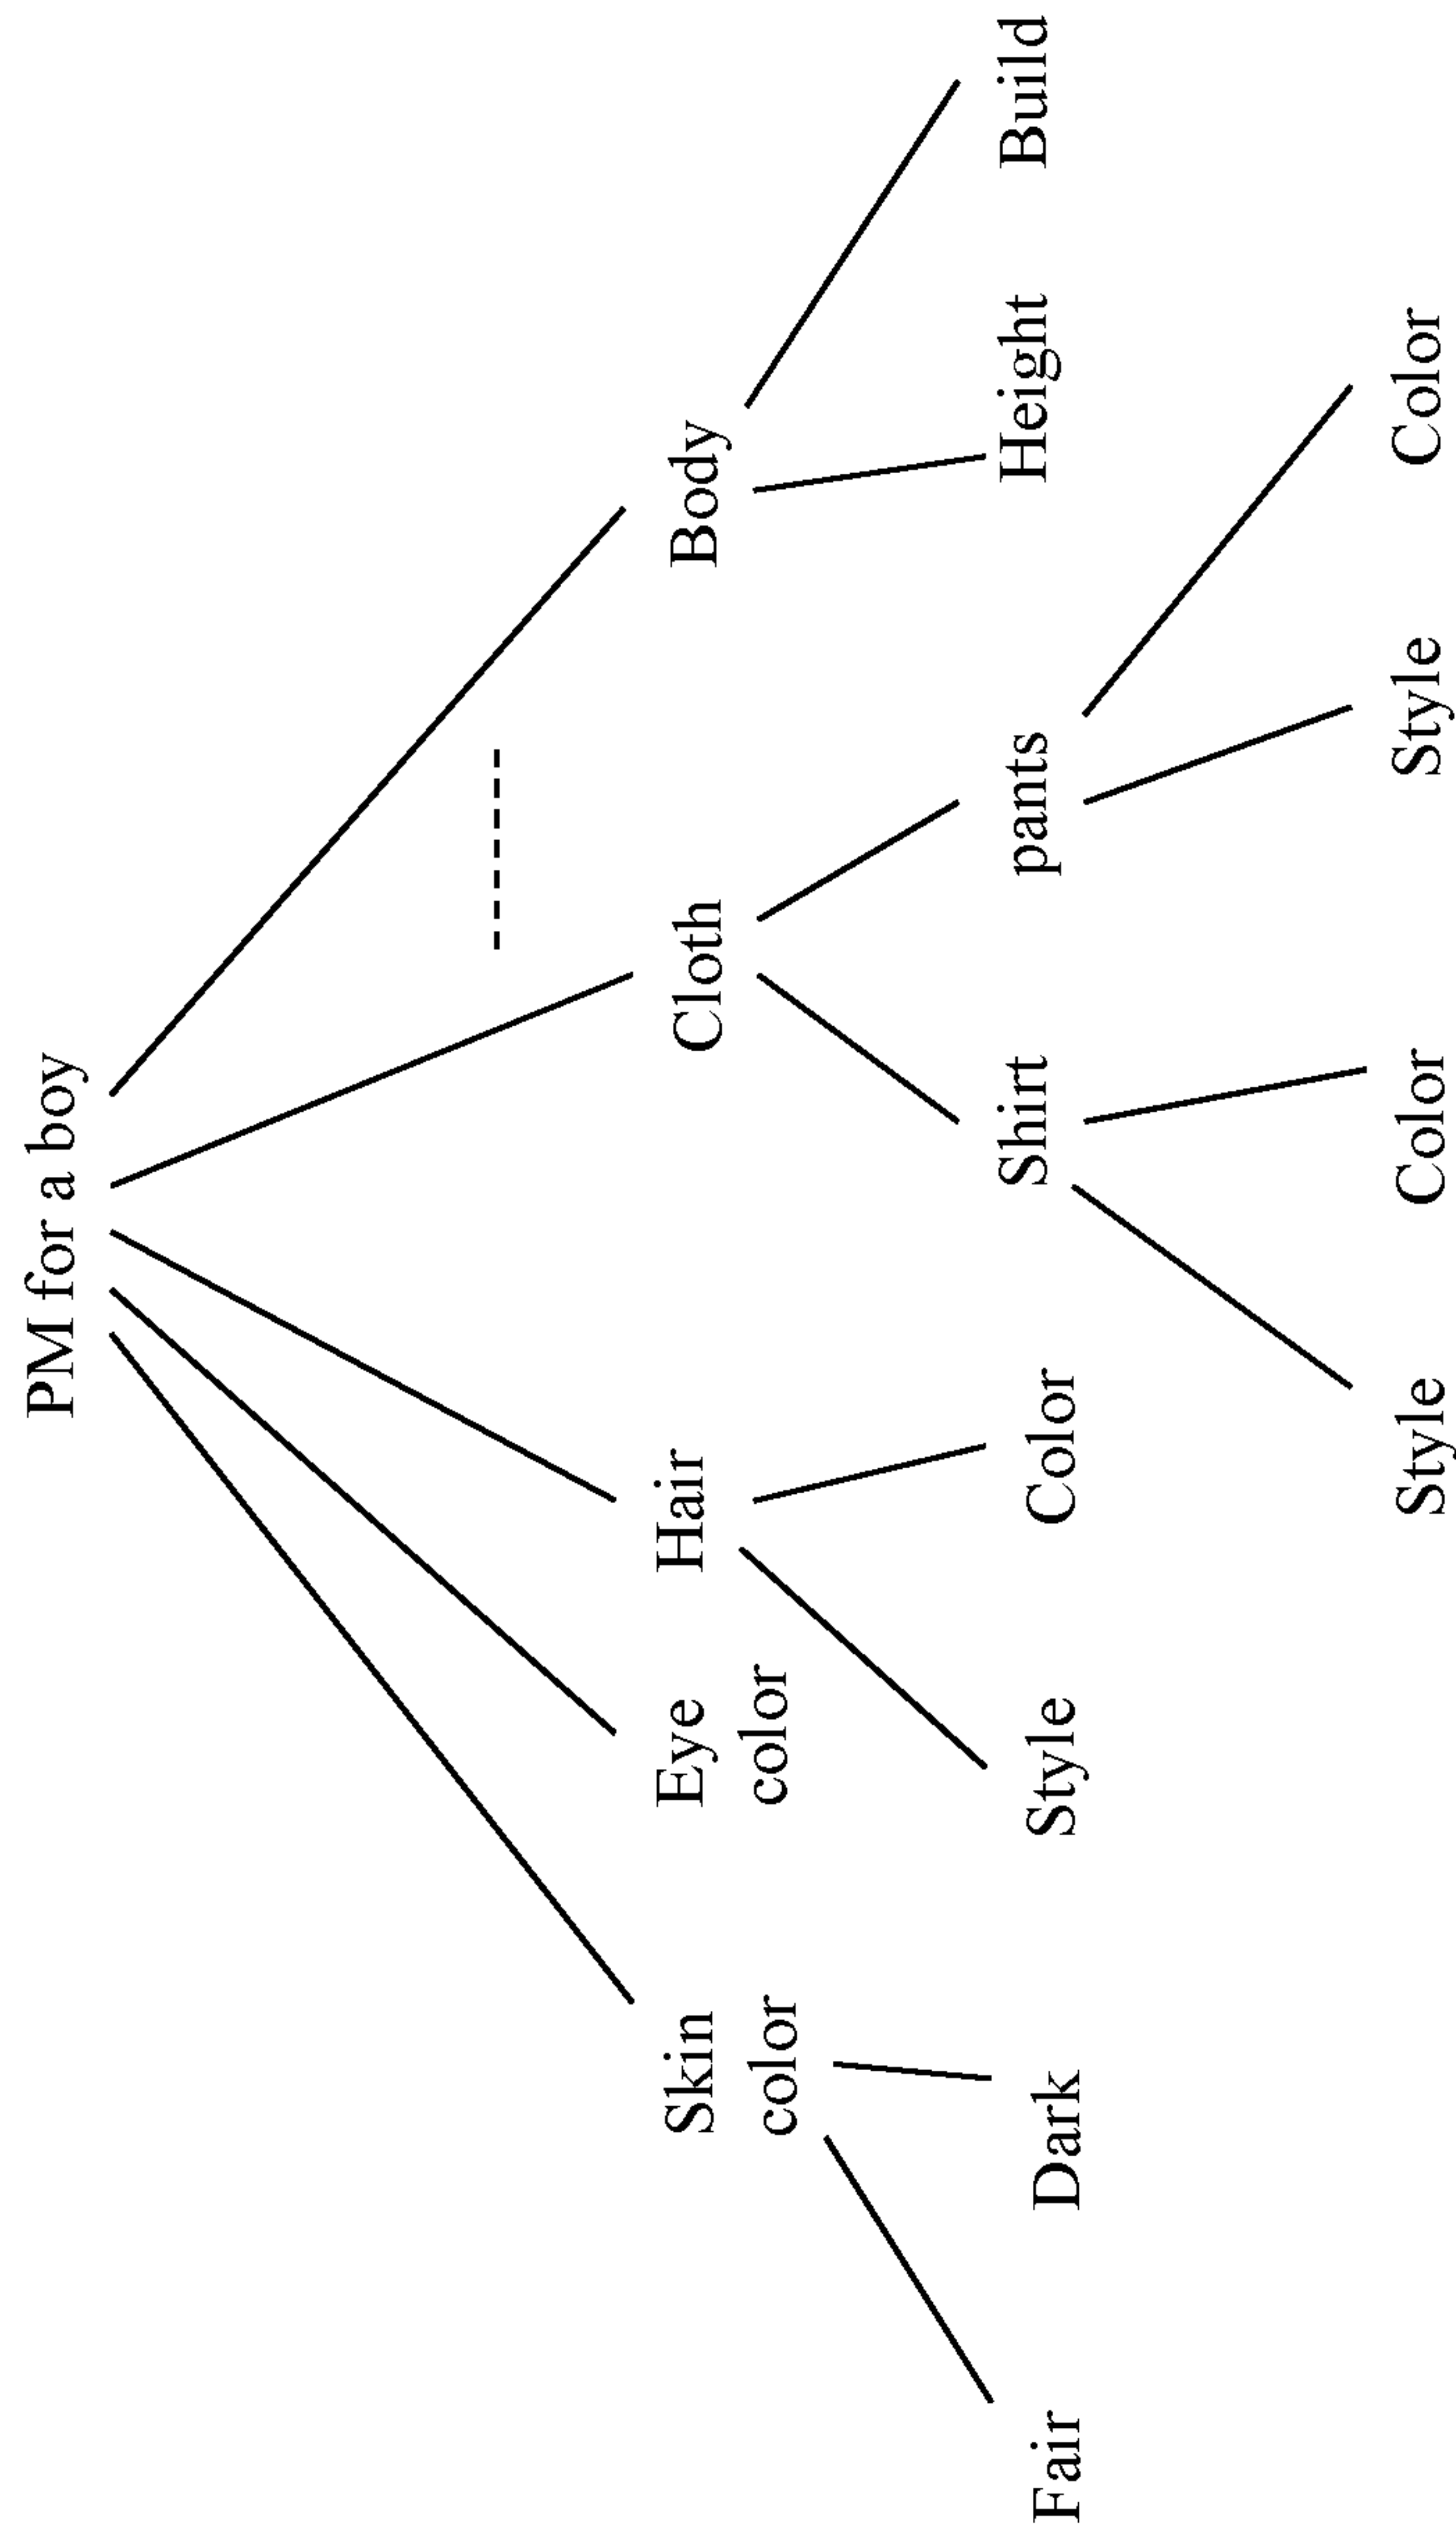 PM for a boy
Skin
color
Eye
color
Hair
Cloth
Body
Fair
Dark
Style
Color
Shirt
pants
Height
Build
Style
Color
Style
Color